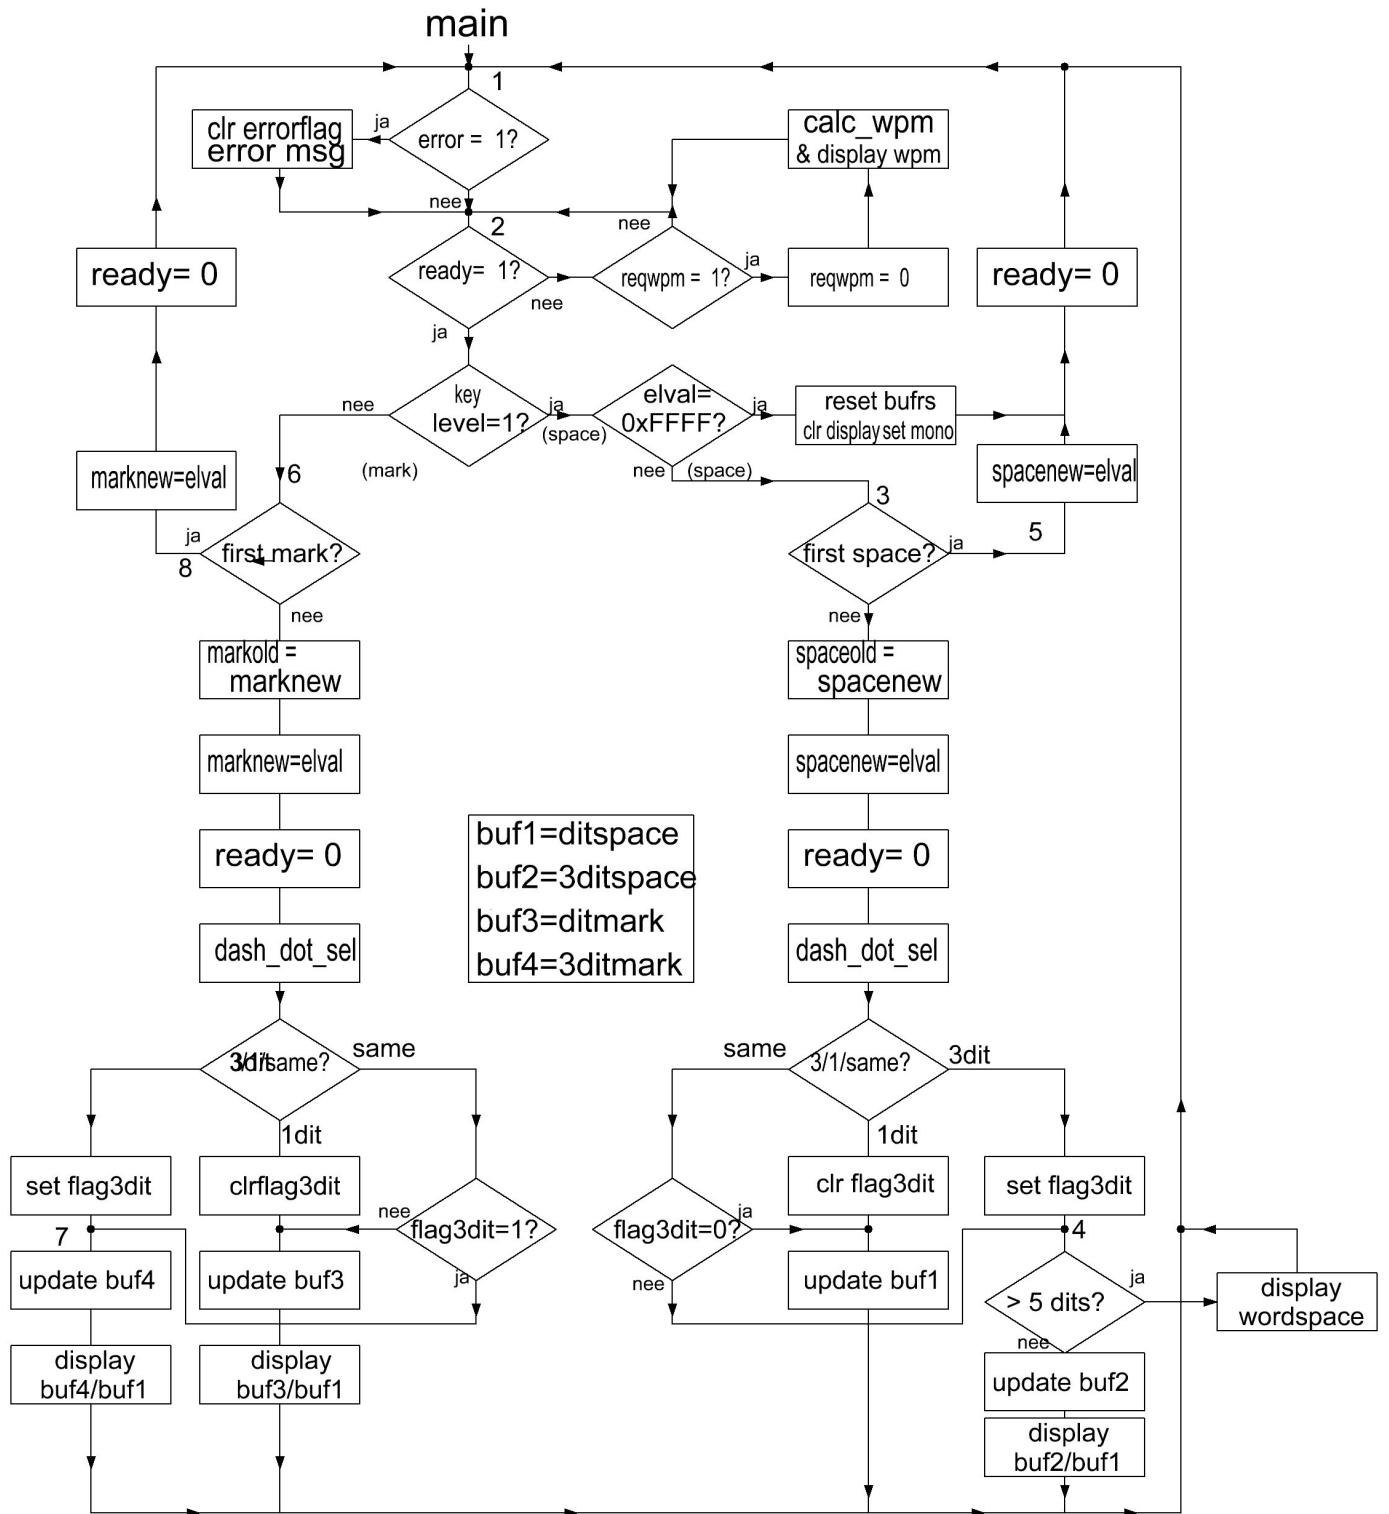 main
1
clr errorflag
error msg
ja
error = 1?
calc_wpm
& display wpm
nee
2
nee
ready= 0
ready= 1?
nee
reqwpm = 1?
ja
reqwpm = 0
ready= 0
ja
nee
key
level=1?
ja
(space)
elval=
0xFFFF?
ja
reset bufrs
clr display set mono
marknew=elval
6
(mark)
nee
(space)
3
spacenew=elval
ja
8
first mark?
first space?
ja
5
nee
nee
markold =
marknew
spaceold =
spacenew
marknew=elval
spacenew=elval
ready= 0
buf1=ditspace
buf2=3ditspace
buf3=ditmark
buf4=3ditmark
ready= 0
dash_dot_sel
dash_dot_sel
3/1/same?
same
same
3/1/same?
3dit
1dit
1dit
set flag3dit
clrflag3dit
clr flag3dit
set flag3dit
7
nee
flag3dit=1?
ja
flag3dit=0?
ja
nee
4
update buf4
update buf3
update buf1
> 5 dits?
ja
nee
display
wordspace
display
buf4/buf1
display
buf3/buf1
update buf2
display
buf2/buf1